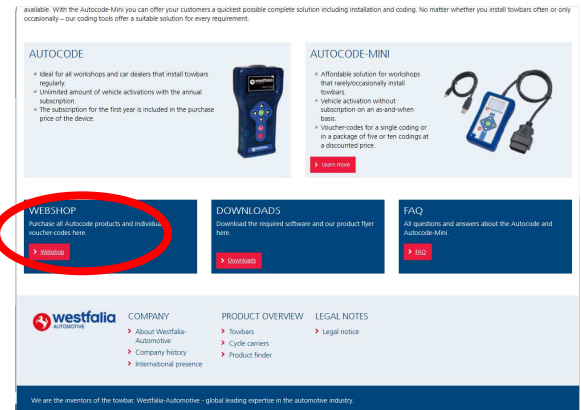 available. With the Autocode-Mini you can offer your customers a quickest possible complete solution including installation and coding. No matter whether you install towbars often or only
occasionally – our coding tools offer a suitable solution for every requirement.
AUTOCODE
Ideal for all workshops and car dealers that install towbars
regularly.
Unlimited amount of vehicle activations with the annual
subscription.
The subscription for the first year is included in the purchase
price of the device.
westfalia
AUTOCODE-MINI
Affordable solution for workshops
that rarely/occasionally install
towbars.
Vehicle activation without
subscription on an as-and-when
basis.
Voucher-codes for a single coding or
in a package of five or ten codings at
a discounted price.
Learn more
WEBSHOP
Purchase all Autocode products and individual
voucher-codes here.
Webshop
DOWNLOADS
Download the required software and our product flyer
here.
Downloads
FAQ
All questions and answers about the Autocode and
Autocode-Mini.
FAQ
westfalia
AUTOMOTIVE
COMPANY
About Westfalia-
Automotive
Company history
International presence
PRODUCT OVERVIEW
Towbars
Cycle carriers
Product finder
LEGAL NOTES
Legal notice
We are the inventors of the towbar. Westfalia-Automotive - global leading expertise in the automotive industry.